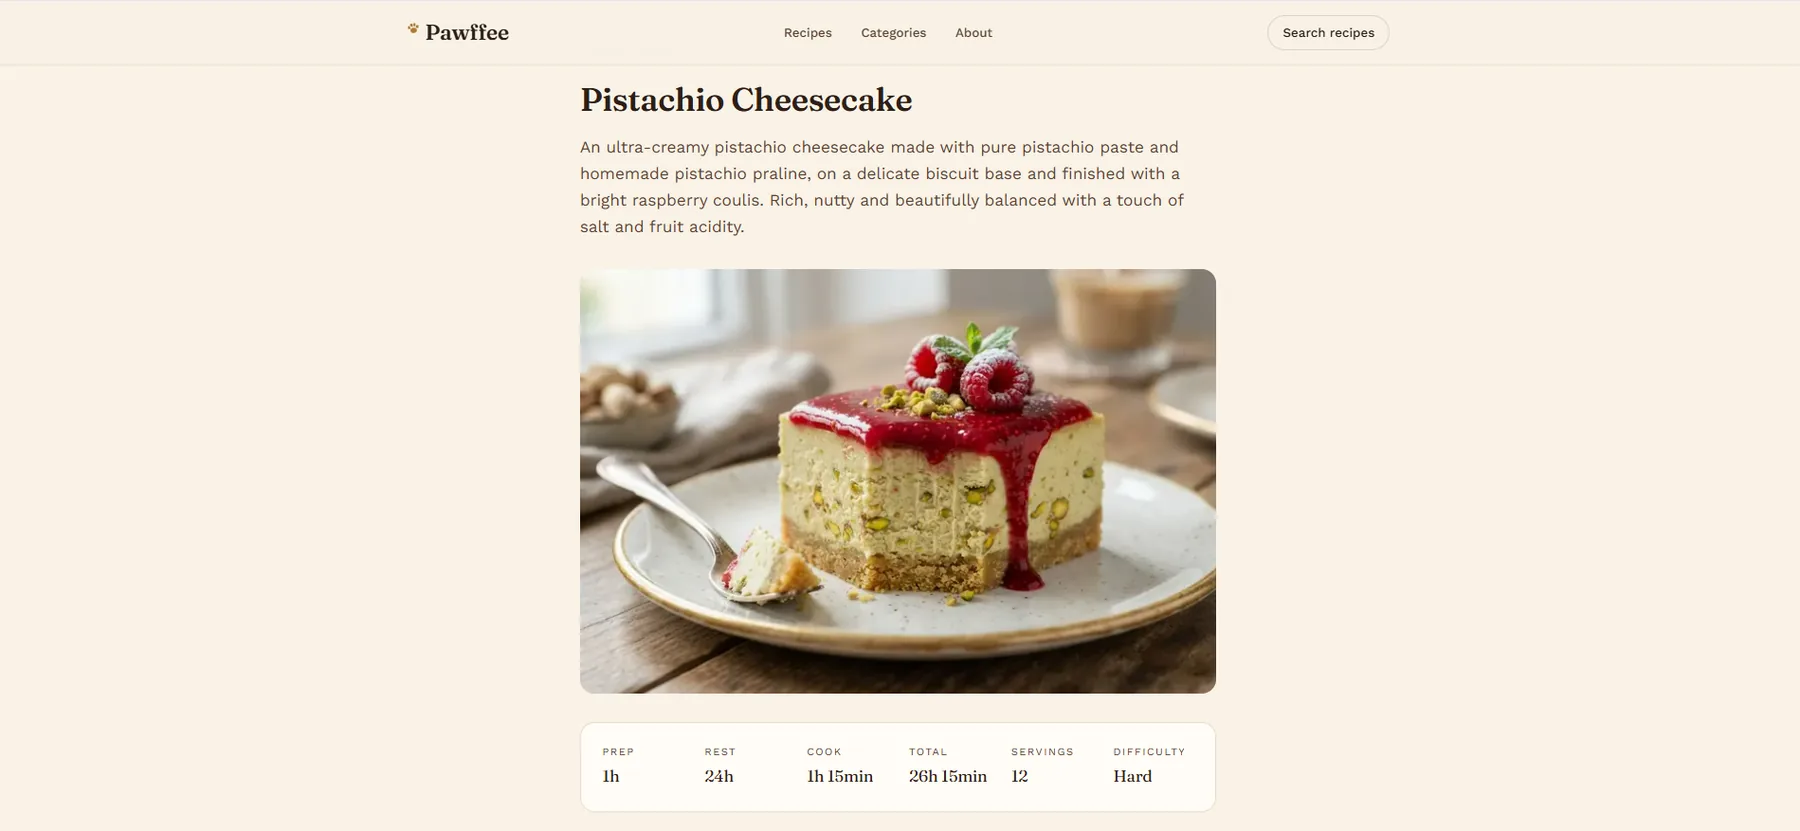 Pawffee
Recipes
Categories
About
Search recipes
Pistachio Cheesecake
An ultra-creamy pistachio cheesecake made with pure pistachio paste and
homemade pistachio praline, on a delicate biscuit base and finished with a
bright raspberry coulis. Rich, nutty and beautifully balanced with a touch of
salt and fruit acidity.
PREP
1h
REST
24h
COOK
1h 15min
TOTAL
26h 15min
SERVINGS
12
DIFFICULTY
Hard